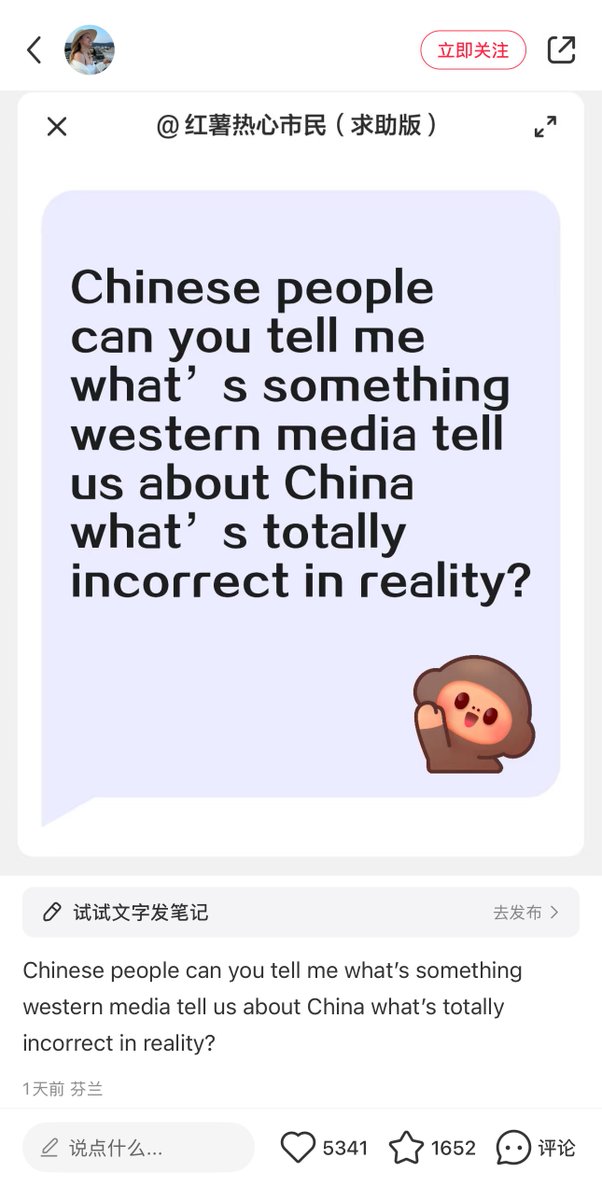 立即关注
@红薯热心市民（求助版）
Chinese people
can you tell me
what’s something
western media tell
us about China
what’s totally
incorrect in reality?
试试文字发笔记
去发布
Chinese people can you tell me what’s something
western media tell us about China what’s totally
incorrect in reality?
1天前 芬兰
说点什么...
5341
1652
评论